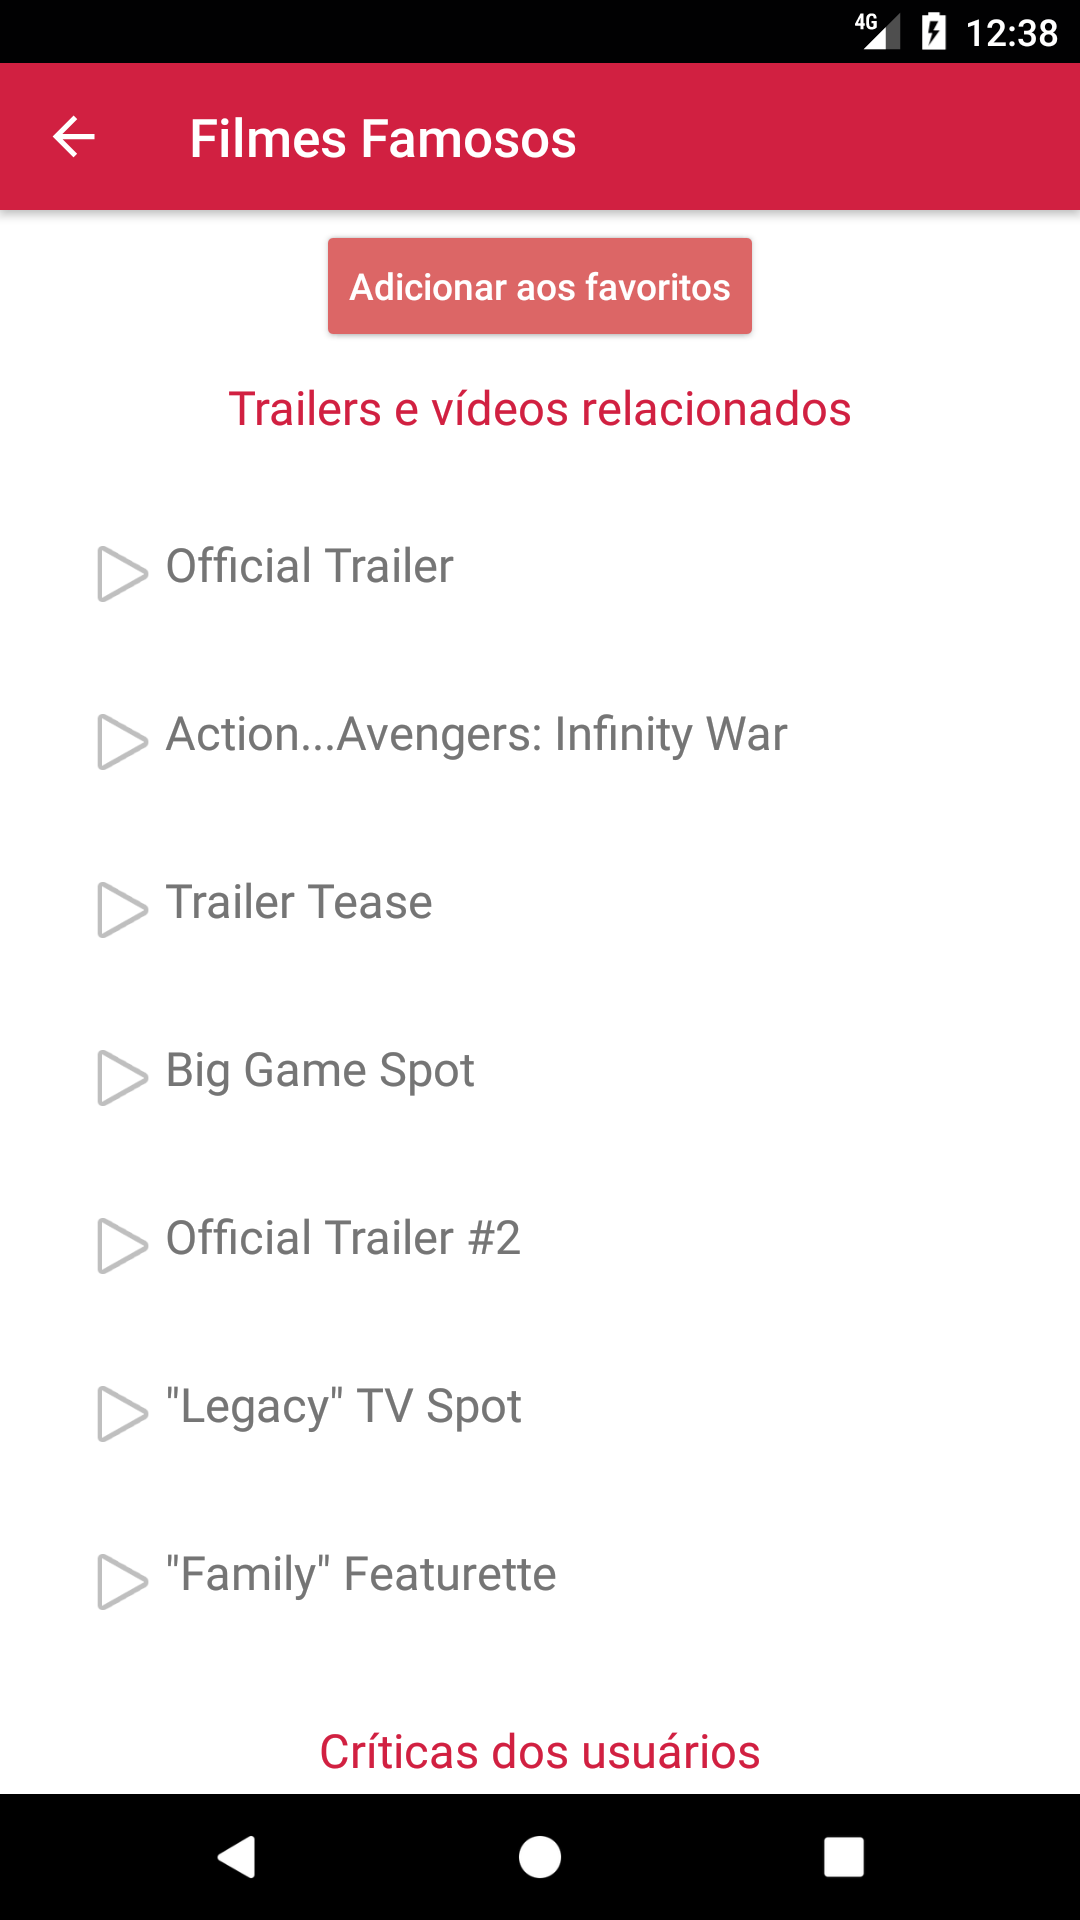 4G 12:38
Filmes Famosos
Adicionar aos favoritos
Trailers e vídeos relacionados
Official Trailer
Action...Avengers: Infinity War
Trailer Tease
Big Game Spot
Official Trailer #2
"Legacy" TV Spot
"Family" Featurette
Críticas dos usuários